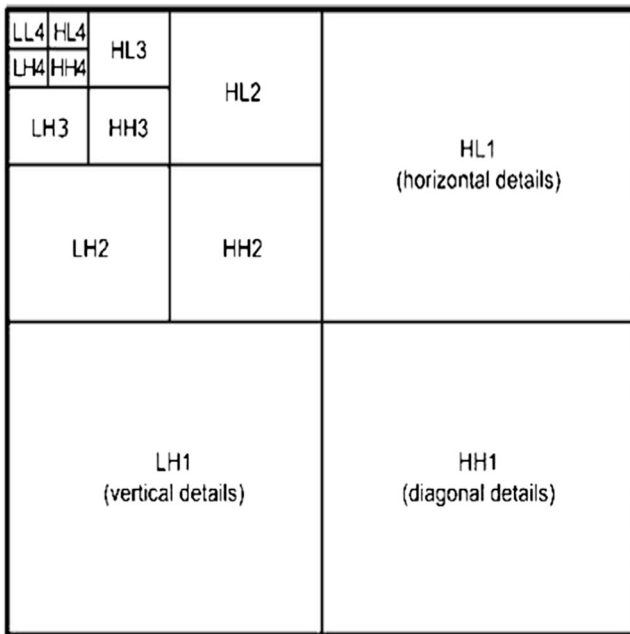 LL4 HL4
LH4 HH4
HL3
LH3 HH3
HL2
LH2 HH2
HL1
(horizontal details)
LH1
(vertical details)
HH1
(diagonal details)